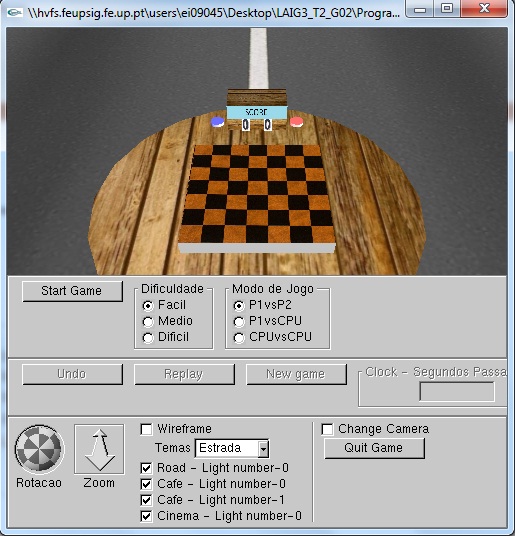 \\hvfs.feupsig.fe.up.pt\users\ei09045\Desktop\LAIG3_T2_G02\Progra...
SCORE
0 0
Start Game
Dificuldade
Facil
Medio
Dificil
Modo de Jogo
P1vsP2
P1vsCPU
CPUvsCPU
Undo
Replay
New game
Clock - Segundos Passa
Rotacao
Zoom
Wireframe
Temas Estrada
Road - Light number-0
Cafe - Light number-0
Cafe - Light number-1
Cinema - Light number-0
Change Camera
Quit Game